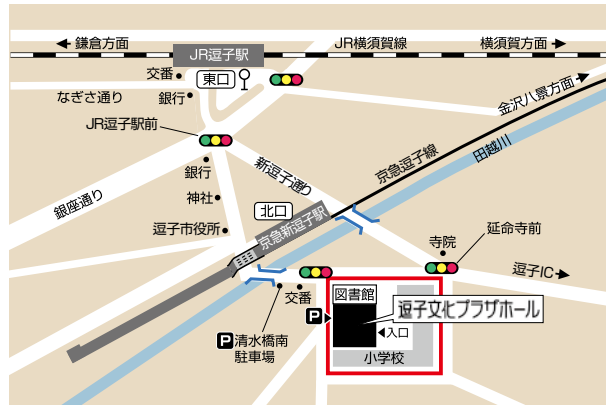 鎌倉方面
JR逗子駅
JR横須賀線
横須賀方面
交番
東口
なぎさ通り
銀行
金沢八景方面
JR逗子駅前
京急逗子線
田越川
銀行
新逗子通り
銀座通り
神社
北口
逗子市役所
京急新逗子駅
寺院
延命寺前
逗子IC
交番
図書館
P
逗子文化プラザホール
P 清水橋南
駐車場
入口
小学校